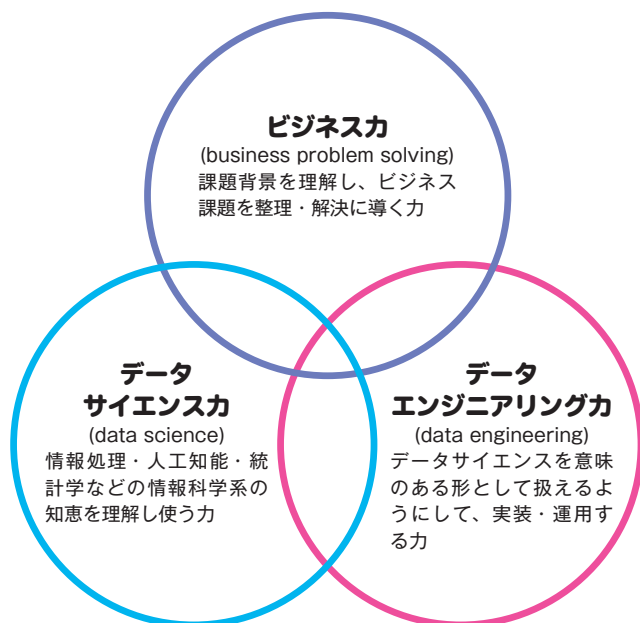 ビジネス力
(business problem solving)
課題背景を理解し、ビジネス
課題を整理・解決に導く力
データ
サイエンス力
(data science)
情報処理・人工知能・統
計学などの情報科学系の
知恵を理解し使う力
データ
エンジニアリング力
(data engineering)
データサイエンスを意味
のある形として扱えるよ
うにして、実装・運用す
る力